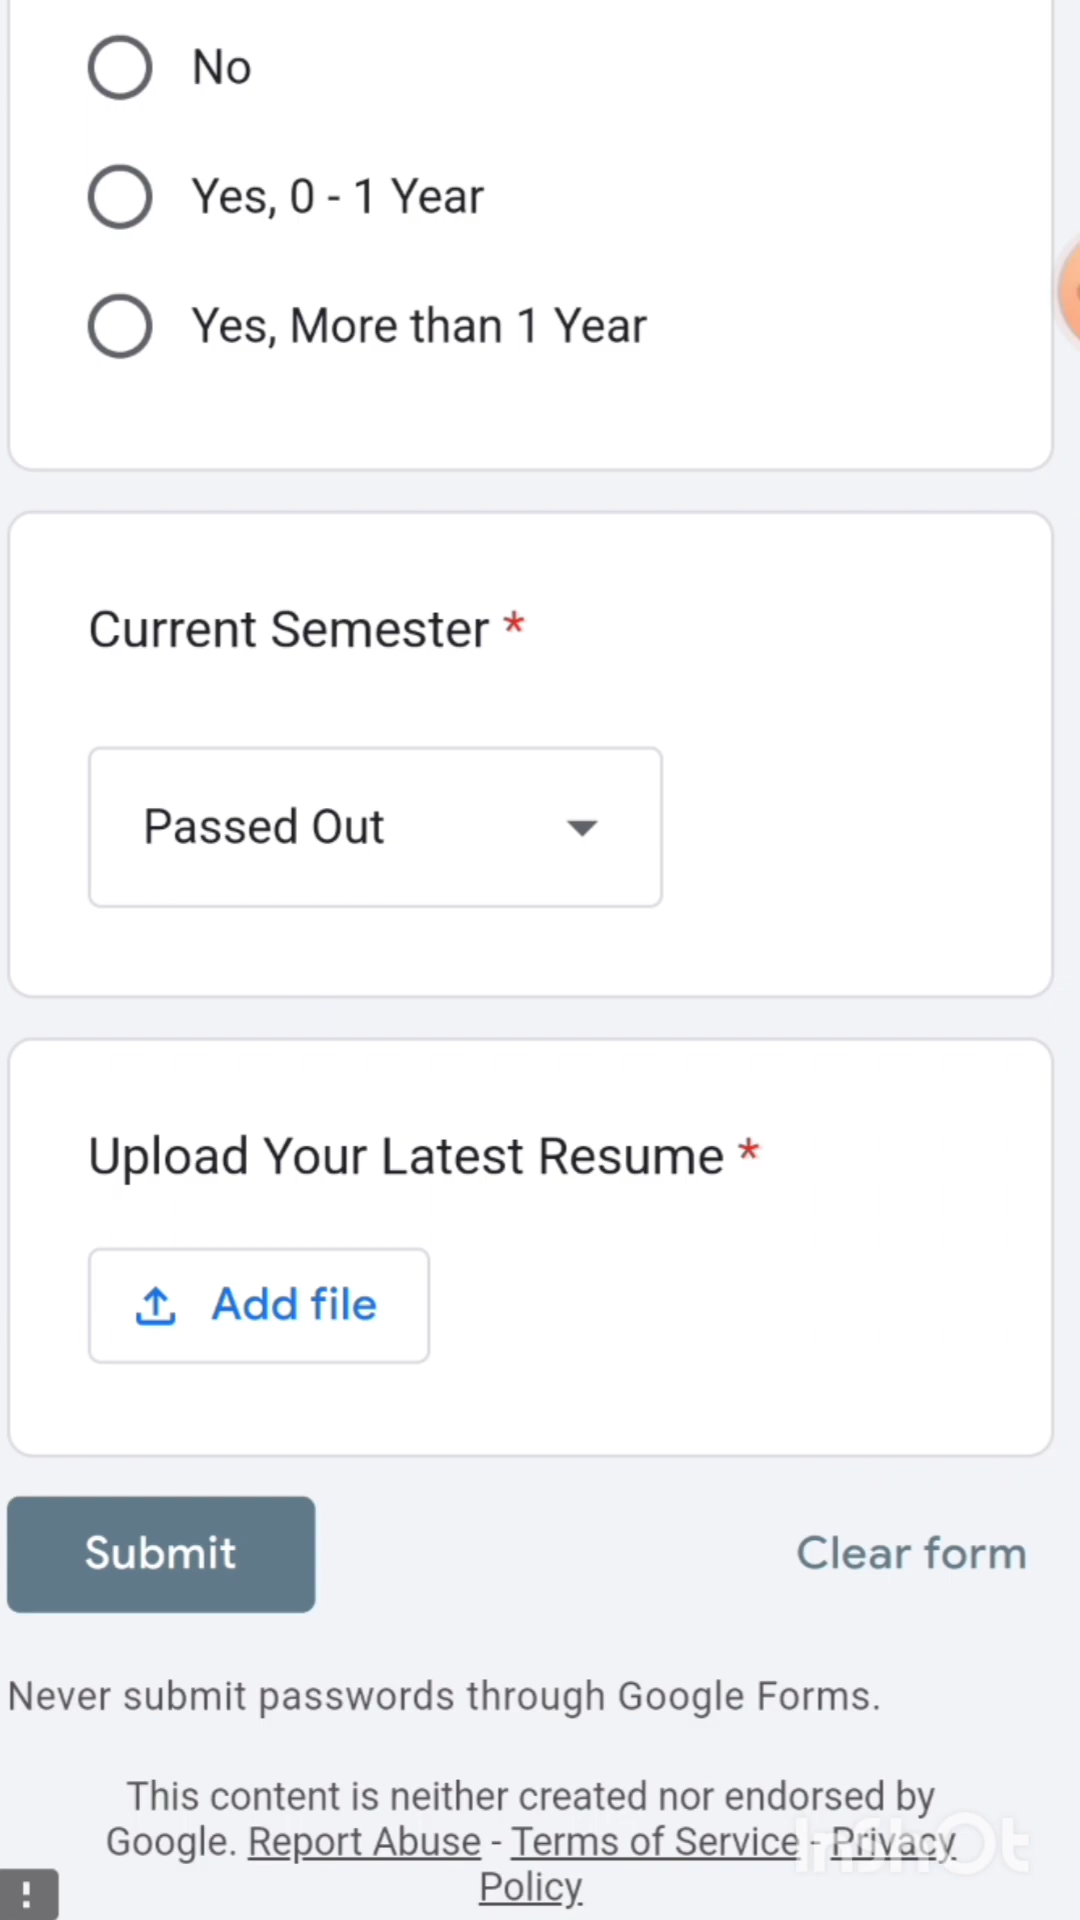 No
Yes, 0 - 1 Year
Yes, More than 1 Year
Current Semester *
Passed Out
Upload Your Latest Resume *
Add file
Submit
Clear form
Never submit passwords through Google Forms.
This content is neither created nor endorsed by
Google. Report Abuse - Terms of Service - Privacy
Policy
InShOt
!